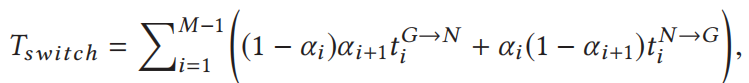 $T_{switch} = \sum_{i=1}^{M-1} \left( (1 - \alpha_i)\alpha_{i+1} t_i^{G \to N} + \alpha_i (1 - \alpha_{i+1}) t_i^{N \to G} \right),$